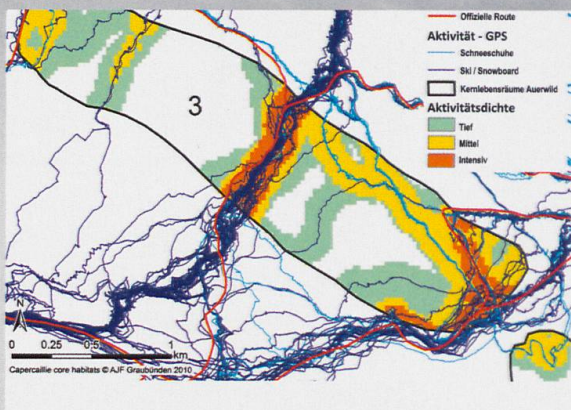 Offizielle Route
Aktivität - GPS
Schneeschuhe
Ski / Snowboard
Kernlebensräume Auerwild
Aktivitätsdichte
Tief
Mittel
Intensiv
3
N
0 0.25 0.5 1
km
Capercaillie core habitats © AJF Graubünden 2010